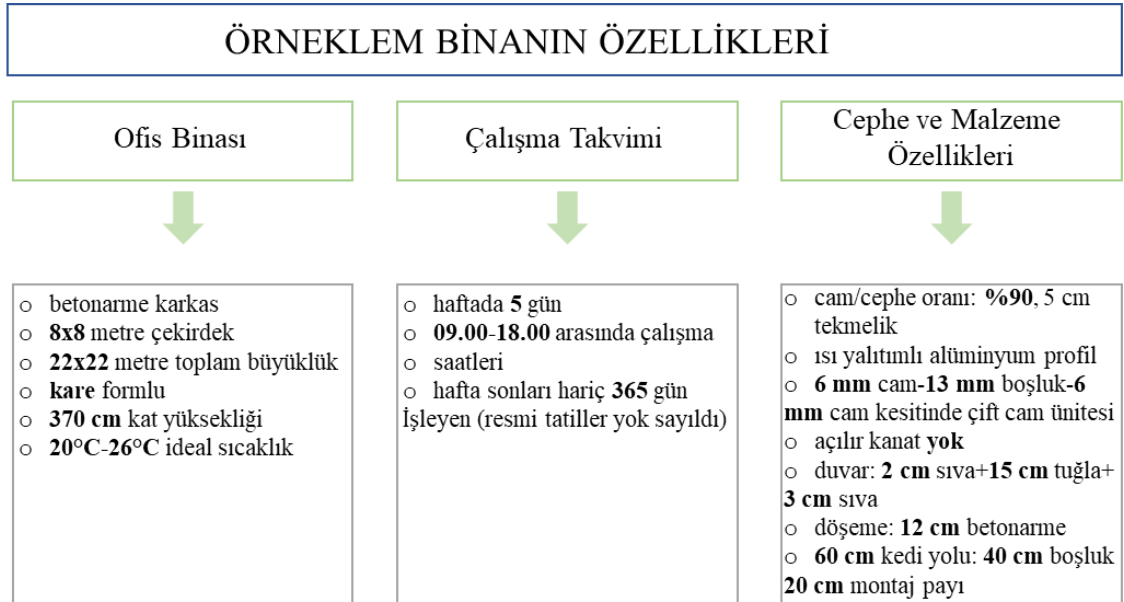 ÖRNEKLEM BİNANIN ÖZELLİKLERİ
Ofis Binası
o betonarme karkas
o 8x8 metre çekirdek
o 22x22 metre toplam büyüklük
o kare formlu
o 370 cm kat yüksekliği
o 20°C-26°C ideal sıcaklık
Çalışma Takvimi
o haftada 5 gün
o 09.00-18.00 arasında çalışma
o saatleri
o hafta sonları hariç 365 gün
İşleyen (resmi tatiller yok sayıldı)
Cephe ve Malzeme
Özellikleri
o cam/cephe oranı: %90, 5 cm
tekmelik
o ısı yalıtımlı alüminyum profil
o 6 mm cam-13 mm boşluk-6
mm cam kesitinde çift cam ünitesi
o açılır kanat yok
o duvar: 2 cm sıva+15 cm tuğla+
3 cm sıva
o döşeme: 12 cm betonarme
o 60 cm kedi yolu: 40 cm boşluk
20 cm montaj payı